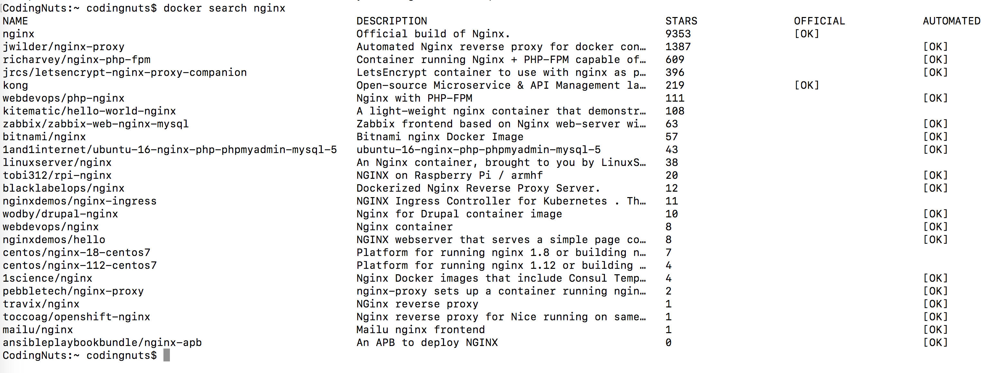 CodingNuts:~ codingnuts$ docker search nginx
NAME DESCRIPTION STARS OFFICIAL AUTOMATED
nginx Official build of Nginx. 9353 [OK]
jwilder/nginx-proxy Automated Nginx reverse proxy for docker con… 1387 [OK]
richarvey/nginx-php-fpm Container running Nginx + PHP-FPM capable of… 609 [OK]
jrcs/letsencrypt-nginx-proxy-companion LetsEncrypt container to use with nginx as p… 396 [OK]
kong Open-source Microservice & API Management la… 219 [OK]
webdevops/php-nginx Nginx with PHP-FPM 111 [OK]
kitematic/hello-world-nginx A light-weight nginx container that demonstr… 108
zabbix/zabbix-web-nginx-mysql Zabbix frontend based on Nginx web-server wi… 63 [OK]
bitnami/nginx Bitnami nginx Docker Image 57 [OK]
1and1internet/ubuntu-16-nginx-php-phpmyadmin-mysql-5 ubuntu-16-nginx-php-phpmyadmin-mysql-5 43 [OK]
linuxserver/nginx An Nginx container, brought to you by LinuxS… 38
tobi312/rpi-nginx NGINX on Raspberry Pi / armhf 20 [OK]
blacklabelops/nginx Dockerized Nginx Reverse Proxy Server. 12 [OK]
nginxdemos/nginx-ingress NGINX Ingress Controller for Kubernetes . Th… 11
wodby/drupal-nginx Nginx for Drupal container image 10 [OK]
webdevops/nginx Nginx container 8 [OK]
nginxdemos/hello NGINX webserver that serves a simple page co… 8 [OK]
centos/nginx-18-centos7 Platform for running nginx 1.8 or building n… 7
centos/nginx-112-centos7 Platform for running nginx 1.12 or building … 4
1science/nginx Nginx Docker images that include Consul Temp… 4 [OK]
pebbletech/nginx-proxy nginx-proxy sets up a container running ngin… 2 [OK]
travix/nginx NGinx reverse proxy 1 [OK]
toccoag/openshift-nginx Nginx reverse proxy for Nice running on same… 1 [OK]
mailu/nginx Mailu nginx frontend 1 [OK]
ansibleplaybookbundle/nginx-apb An APB to deploy NGINX 0 [OK]
CodingNuts:~ codingnuts$